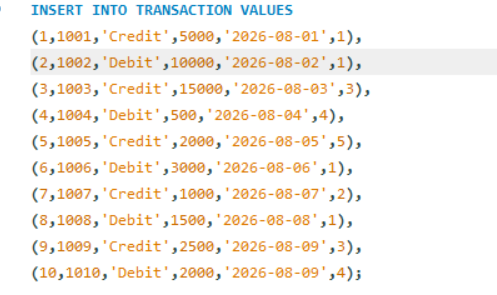 INSERT INTO TRANSACTION VALUES
(1,1001,'Credit',5000,'2026-08-01',1),
(2,1002,'Debit',10000,'2026-08-02',1),
(3,1003,'Credit',15000,'2026-08-03',3),
(4,1004,'Debit',500,'2026-08-04',4),
(5,1005,'Credit',2000,'2026-08-05',5),
(6,1006,'Debit',3000,'2026-08-06',1),
(7,1007,'Credit',1000,'2026-08-07',2),
(8,1008,'Debit',1500,'2026-08-08',1),
(9,1009,'Credit',2500,'2026-08-09',3),
(10,1010,'Debit',2000,'2026-08-09',4);